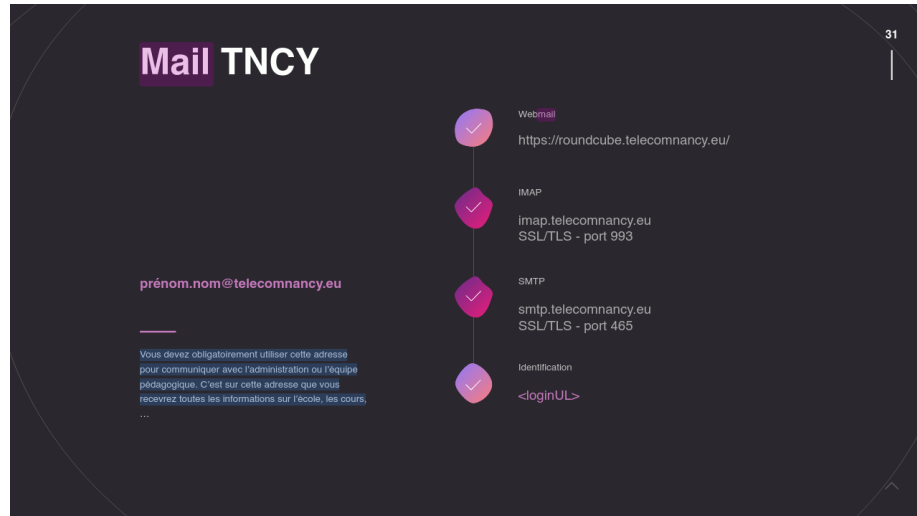 31
Mail TNCY
prénom.nom@telecomnancy.eu
Vous devez obligatoirement utiliser cette adresse
pour communiquer avec l'administration ou l'équipe
pédagogique. C'est sur cette adresse que vous
recevrez toutes les informations sur l'école, les cours,
…
Webmail
https://roundcube.telecomnancy.eu/
IMAP
imap.telecomnancy.eu
SSL/TLS - port 993
SMTP
smtp.telecomnancy.eu
SSL/TLS - port 465
Identification
<loginUL>